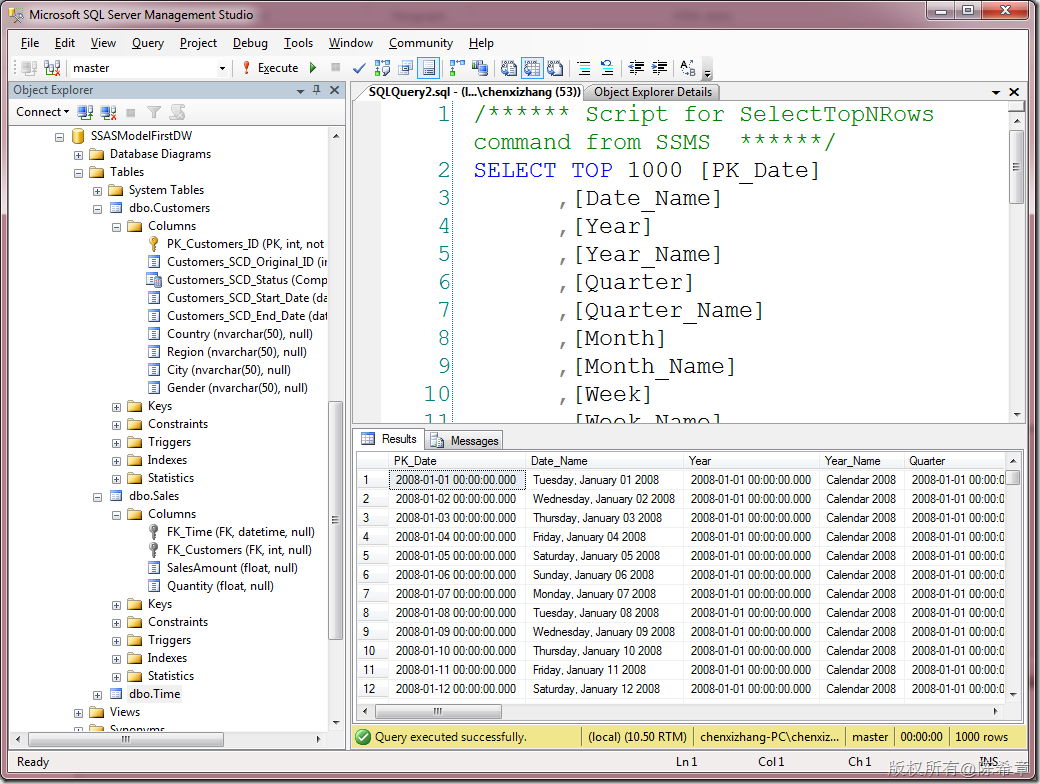 Microsoft SQL Server Management Studio
File Edit View Query Project Debug Tools Window Community Help
master Execute
Object Explorer
Connect
SSASModelFirstDW
Database Diagrams
Tables
System Tables
dbo.Customers
Columns
PK_Customers_ID (PK, int, not
Customers_SCD_Original_ID (in
Customers_SCD_Status (Comp
Customers_SCD_Start_Date (da
Customers_SCD_End_Date (dat
Country (nvarchar(50), null)
Region (nvarchar(50), null)
City (nvarchar(50), null)
Gender (nvarchar(50), null)
Keys
Constraints
Triggers
Indexes
Statistics
dbo.Sales
Columns
FK_Time (FK, datetime, null)
FK_Customers (FK, int, null)
SalesAmount (float, null)
Quantity (float, null)
Keys
Constraints
Triggers
Indexes
Statistics
dbo.Time
Views
Synonyms
SQLQuery2.sql - (l...\chenxizhang (53)) Object Explorer Details
1 /****** Script for SelectTopNRows
command from SSMS ******/
2 SELECT TOP 1000 [PK_Date]
3 ,[Date_Name]
4 ,[Year]
5 ,[Year_Name]
6 ,[Quarter]
7 ,[Quarter_Name]
8 ,[Month]
9 ,[Month_Name]
10 ,[Week]
11 ,[Week_Name]
Results Messages
PK_Date Date_Name Year Year_Name Quarter
1 2008-01-01 00:00:00.000 Tuesday, January 01 2008 2008-01-01 00:00:00.000 Calendar 2008 2008-01-01 00:00:0
2 2008-01-02 00:00:00.000 Wednesday, January 02 2008 2008-01-01 00:00:00.000 Calendar 2008 2008-01-01 00:00:0
3 2008-01-03 00:00:00.000 Thursday, January 03 2008 2008-01-01 00:00:00.000 Calendar 2008 2008-01-01 00:00:0
4 2008-01-04 00:00:00.000 Friday, January 04 2008 2008-01-01 00:00:00.000 Calendar 2008 2008-01-01 00:00:0
5 2008-01-05 00:00:00.000 Saturday, January 05 2008 2008-01-01 00:00:00.000 Calendar 2008 2008-01-01 00:00:0
6 2008-01-06 00:00:00.000 Sunday, January 06 2008 2008-01-01 00:00:00.000 Calendar 2008 2008-01-01 00:00:0
7 2008-01-07 00:00:00.000 Monday, January 07 2008 2008-01-01 00:00:00.000 Calendar 2008 2008-01-01 00:00:0
8 2008-01-08 00:00:00.000 Tuesday, January 08 2008 2008-01-01 00:00:00.000 Calendar 2008 2008-01-01 00:00:0
9 2008-01-09 00:00:00.000 Wednesday, January 09 2008 2008-01-01 00:00:00.000 Calendar 2008 2008-01-01 00:00:0
10 2008-01-10 00:00:00.000 Thursday, January 10 2008 2008-01-01 00:00:00.000 Calendar 2008 2008-01-01 00:00:0
11 2008-01-11 00:00:00.000 Friday, January 11 2008 2008-01-01 00:00:00.000 Calendar 2008 2008-01-01 00:00:0
12 2008-01-12 00:00:00.000 Saturday, January 12 2008 2008-01-01 00:00:00.000 Calendar 2008 2008-01-01 00:00:0
Query executed successfully. (local) (10.50 RTM) chenxizhang-PC\chenxiz... master 00:00:00 1000 rows
Ready Ln 1 Col 1 Ch 1 INS
版权所有@陈希章